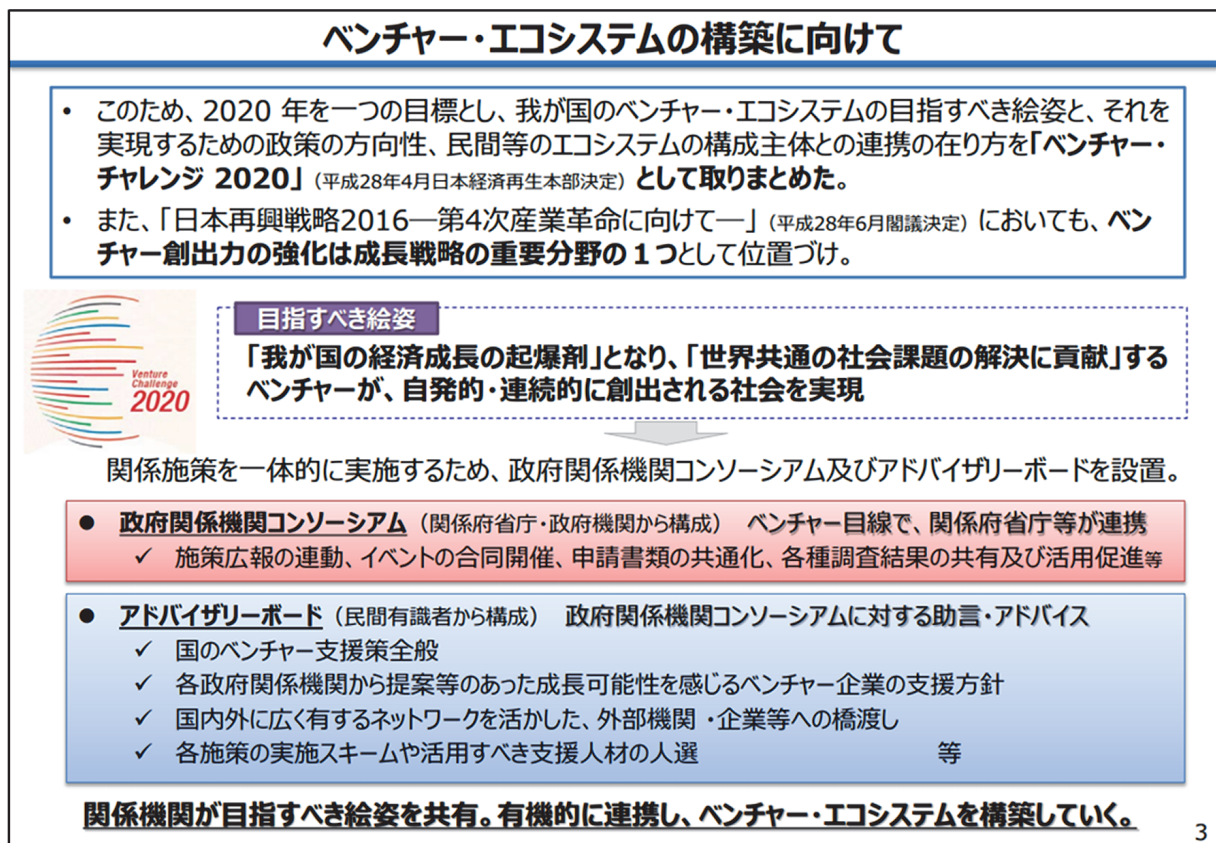 ベンチャー・エコシステムの構築に向けて
・ このため、2020 年を一つの目標とし、我が国のベンチャー・エコシステムの目指すべき絵姿と、それを
実現するための政策の方向性、民間等のエコシステムの構成主体との連携の在り方を「ベンチャー・
チャレンジ 2020」（平成28年4月日本経済再生本部決定）として取りまとめた。
・ また、「日本再興戦略2016―第4次産業革命に向けて―」（平成28年6月閣議決定）においても、ベン
チャー創出力の強化は成長戦略の重要分野の１つとして位置づけ。
Venture
Challenge
2020
目指すべき絵姿
「我が国の経済成長の起爆剤」となり、「世界共通の社会課題の解決に貢献」する
ベンチャーが、自発的・連続的に創出される社会を実現
関係施策を一体的に実施するため、政府関係機関コンソーシアム及びアドバイザリーボードを設置。
● 政府関係機関コンソーシアム（関係府省庁・政府機関から構成） ベンチャー目線で、関係府省庁等が連携
✓ 施策広報の連動、イベントの合同開催、申請書類の共通化、各種調査結果の共有及び活用促進等
● アドバイザリーボード（民間有識者から構成） 政府関係機関コンソーシアムに対する助言・アドバイス
✓ 国のベンチャー支援策全般
✓ 各政府関係機関から提案等のあった成長可能性を感じるベンチャー企業の支援方針
✓ 国内外に広く有するネットワークを活かした、外部機関・企業等への橋渡し
✓ 各施策の実施スキームや活用すべき支援人材の人選 等
関係機関が目指すべき絵姿を共有。有機的に連携し、ベンチャー・エコシステムを構築していく。
3